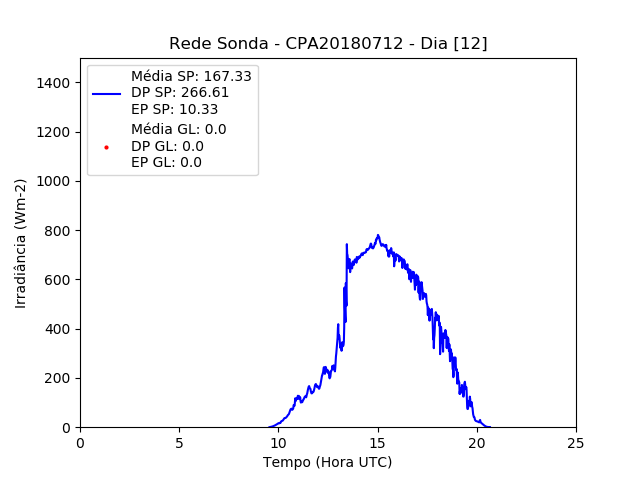 Rede Sonda - CPA20180712 - Dia [12]
Média SP: 167.33
DP SP: 266.61
EP SP: 10.33
Média GL: 0.0
DP GL: 0.0
EP GL: 0.0
1400
1200
1000
800
600
400
200
0
Irradiância (Wm-2)
0 5 10 15 20 25
Tempo (Hora UTC)